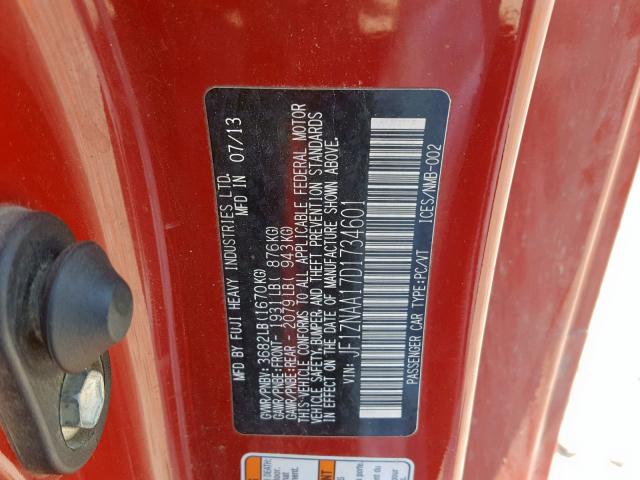 MFD BY FUJI HEAVY INDUSTRIES LTD.
MFD IN 07/13
GVWR/PNBV: 3682LB(1670KG)
GAWR/PNBE:FRONT- 1931LB( 876KG)
GAWR/PNBE:REAR - 2079LB( 943KG)
THIS VEHICLE CONFORMS TO ALL APPLICABLE FEDERAL MOTOR
VEHICLE SAFETY,BUMPER,AND THEFT PREVENTION STANDARDS
IN EFFECT ON THE DATE OF MANUFACTURE SHOWN ABOVE.
VIN: JF1ZNAA17D1734601
ICES/NMB-002
PASSENGER CAR TYPE:PC/VT